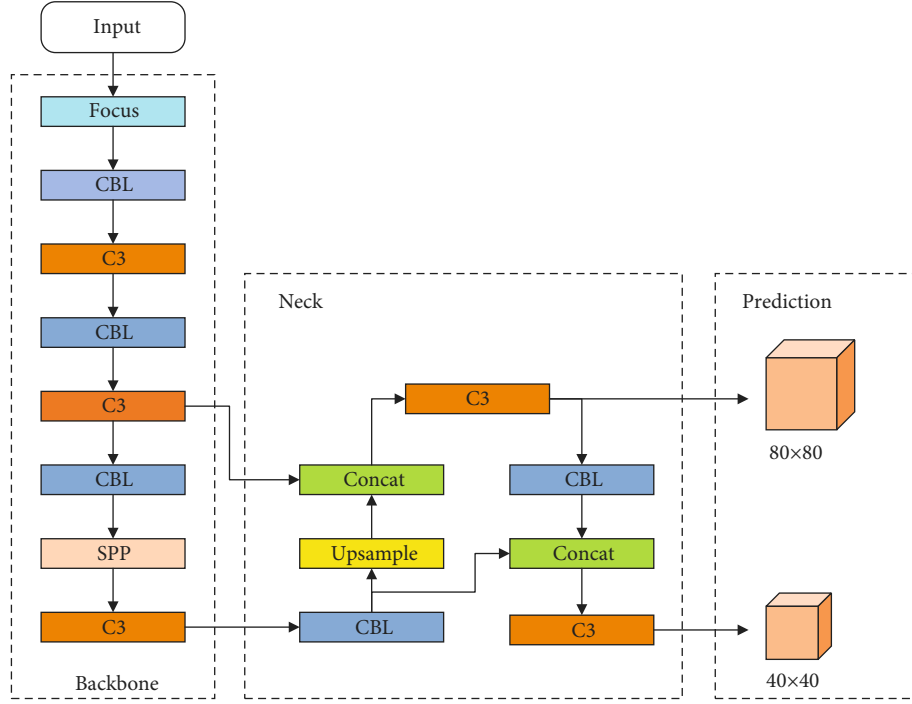 Input
Focus
CBL
C3
CBL
C3
CBL
SPP
C3
Backbone
Neck
C3
Concat
CBL
Upsample
Concat
CBL
C3
Prediction
80×80
40×40